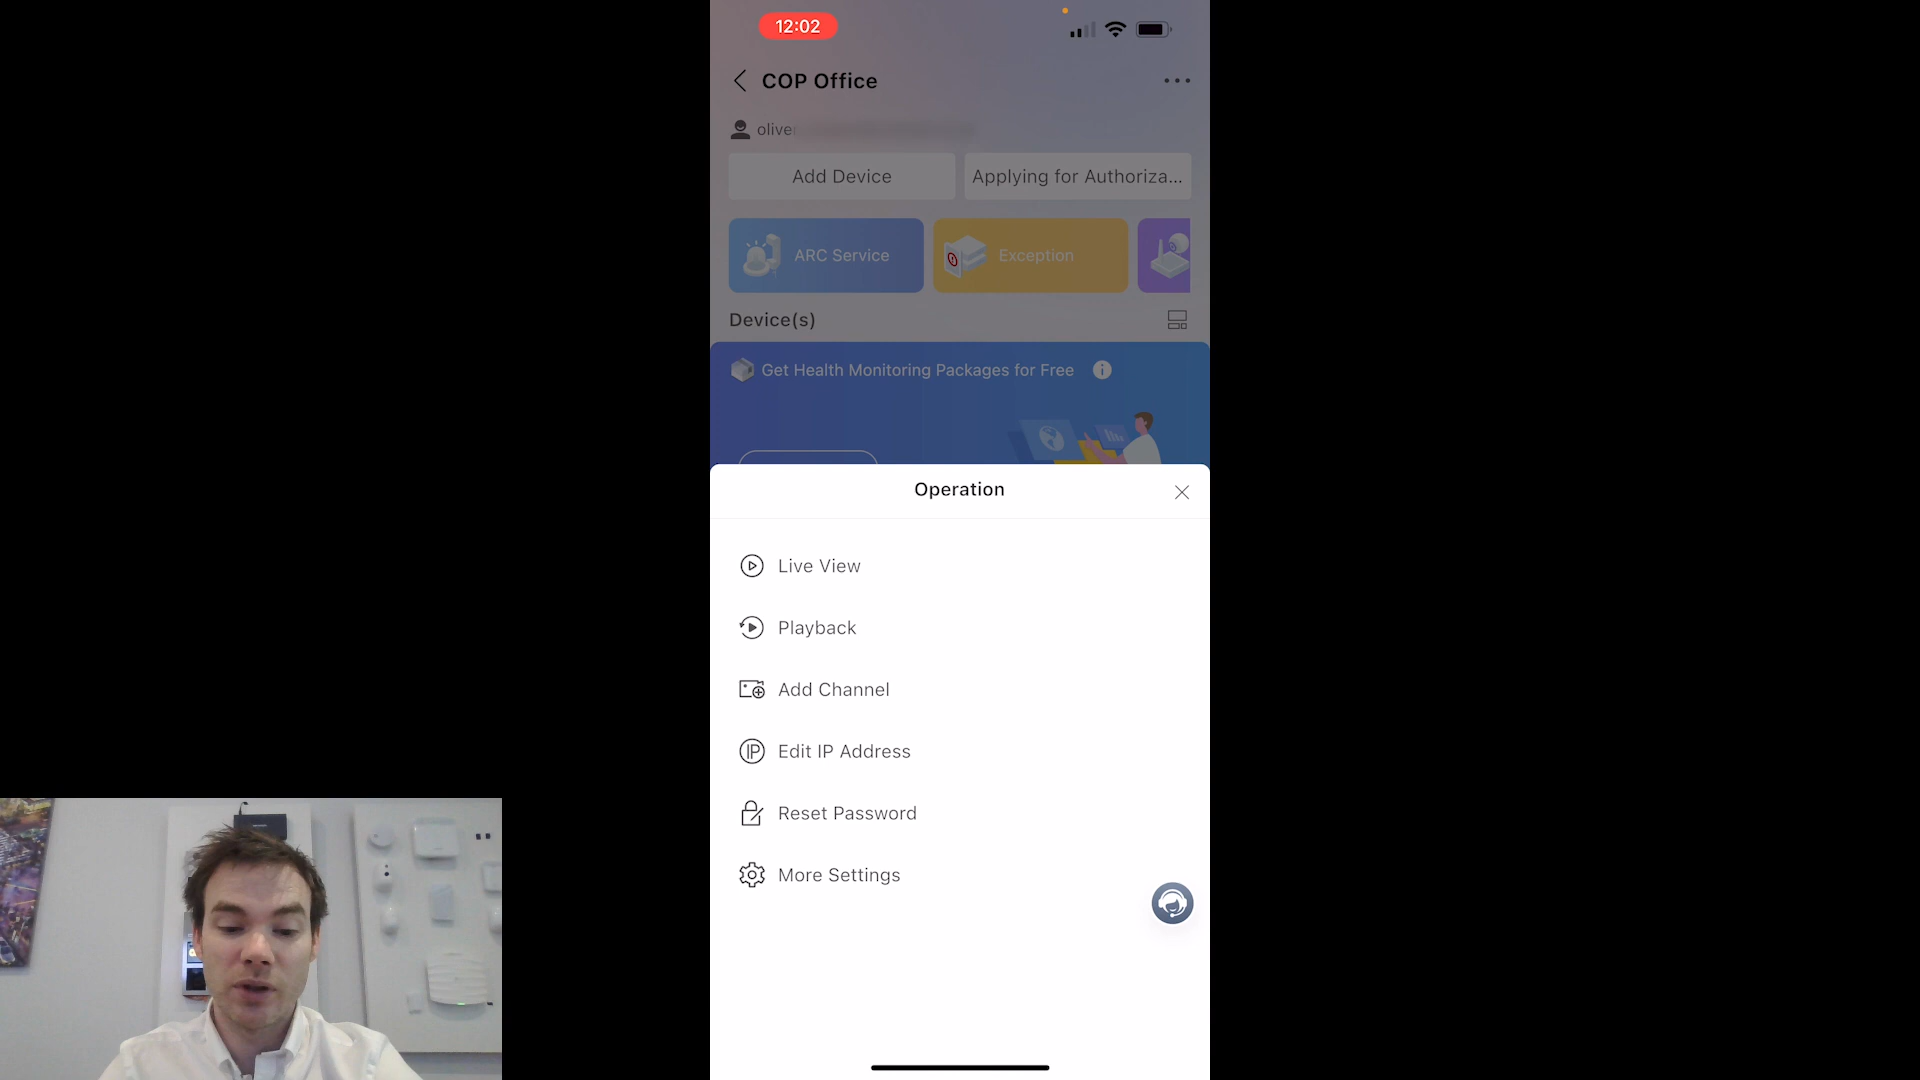 12:02
COP Office
olive
Add Device
Applying for Authoriza...
ARC Service
Exception
Device(s)
Get Health Monitoring Packages for Free
Operation
Live View
Playback
Add Channel
IP
Edit IP Address
Reset Password
More Settings